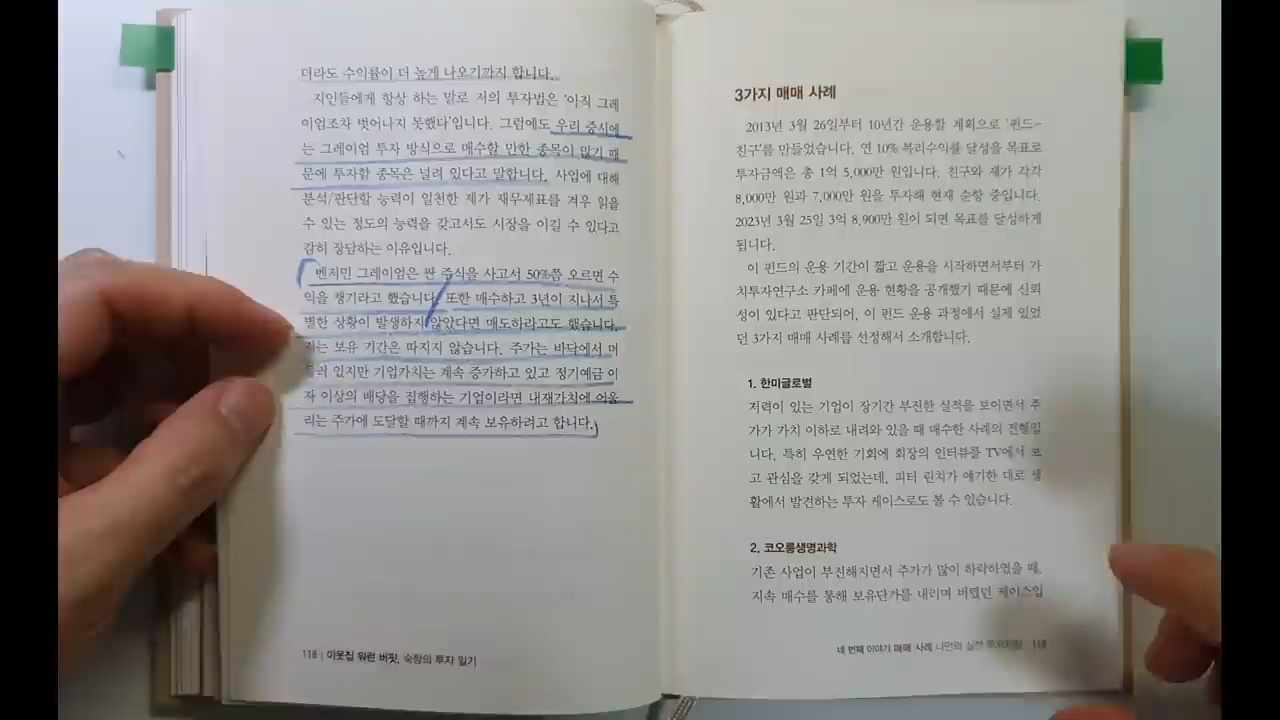 더라도 수익률이 더 높게 나오기까지 합니다.
지인들에게 항상 하는 말로 저의 투자법은 '아직 그레
이엄조차 벗어나지 못했다'입니다. 그럼에도 우리 증시에
는 그레이엄 투자 방식으로 매수할 만한 종목이 많기 때
문에 투자할 종목은 널려 있다고 말합니다. 사업에 대해
분석/판단할 능력이 일천한 제가 재무제표를 겨우 읽을
수 있는 정도의 능력을 갖고서도 시장을 이길 수 있다고
감히 장담하는 이유입니다.
벤저민 그레이엄은 싼 주식을 사고서 50%쯤 오르면 수
익을 챙기라고 했습니다. 또한 매수하고 3년이 지나서 특
별한 상황이 발생하지 않았다면 매도하라고도 했습니다.
저는 보유 기간은 따지지 않습니다. 주가는 바닥에서 머
있지만 기업가치는 계속 증가하고 있고 정기예금 이
자 이상의 배당을 집행하는 기업이라면 내재가치에 어울
리는 주가에 도달할 때까지 계속 보유하려고 합니다.
118 | 이웃집 워런 버핏, 숙향의 투자 일기
3가지 매매 사례
2013년 3월 26일부터 10년간 운용할 계획으로 '펀드-
친구'를 만들었습니다. 연 10% 복리수익률 달성을 목표로
투자금액은 총 1억 5,000만 원입니다. 친구와 제가 각각
8,000만 원과 7,000만 원을 투자해 현재 순항 중입니다.
2023년 3월 25일 3억 8,900만 원이 되면 목표를 달성하게
됩니다.
이 펀드의 운용 기간이 짧고 운용을 시작하면서부터 가
치투자연구소 카페에 운용 현황을 공개했기 때문에 신뢰
성이 있다고 판단되어, 이 펀드 운용 과정에서 실제 있었
던 3가지 매매 사례를 선정해서 소개합니다.
1. 한미글로벌
저력이 있는 기업이 장기간 부진한 실적을 보이면서 주
가가 가치 이하로 내려와 있을 때 매수한 사례의 전형입
니다. 특히 우연한 기회에 회장의 인터뷰를 TV에서 보
고 관심을 갖게 되었는데, 피터 린치가 얘기한 대로 생
활에서 발견하는 투자 케이스로도 볼 수 있습니다.
2. 코오롱생명과학
기존 사업이 부진해지면서 주가가 많이 하락하였을 때,
지속 매수를 통해 보유단가를 내리며 버텼던 케이스입
네 번째 이야기 매매 사례 나만의 실전 투자처럼 119